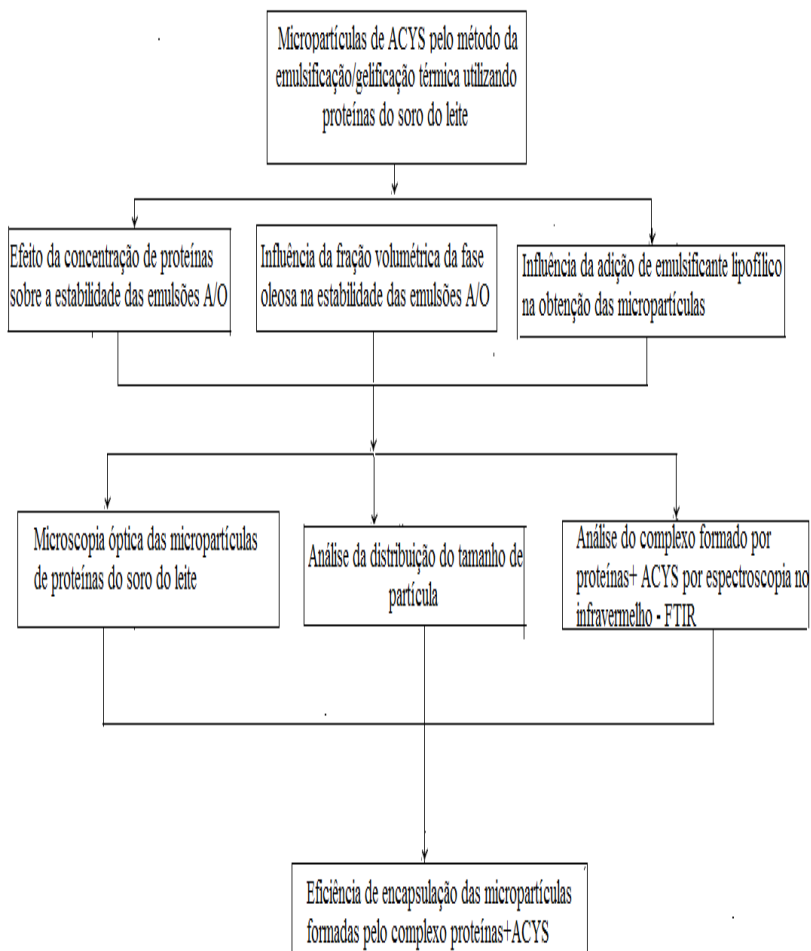 Micropartículas de ACYS pelo método da
emulsificação/gelificação térmica utilizando
proteínas do soro do leite
Efeito da concentração de proteínas
sobre a estabilidade das emulsões A/O
Influência da fração volumétrica da fase
oleosa na estabilidade das emulsões A/O
Influência da adição de emulsificante lipofílico
na obtenção das micropartículas
Microscopia óptica das micropartículas
de proteínas do soro do leite
Análise da distribuição do tamanho de
partícula
Análise do complexo formado por
proteínas+ ACYS por espectroscopia no
infravermelho - FTIR
Eficiência de encapsulação das micropartículas
formadas pelo complexo proteínas+ACYS